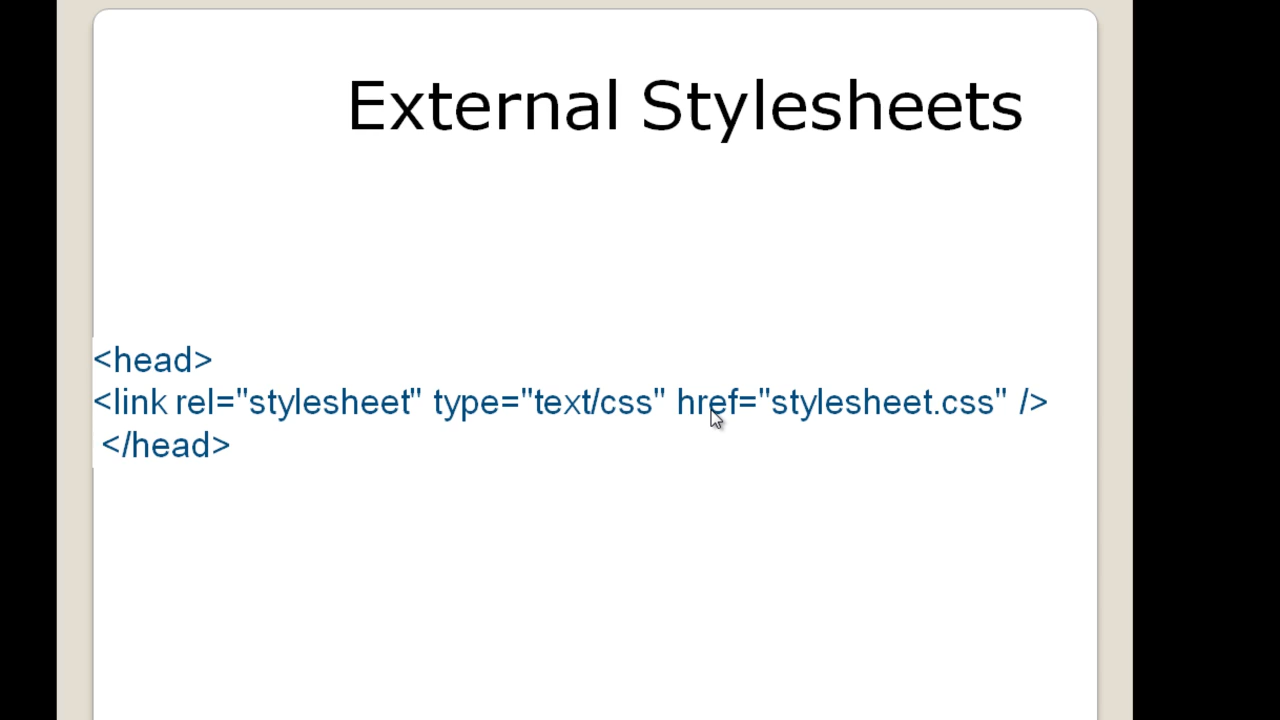 External Stylesheets
<head>
<link rel="stylesheet" type="text/css" href="stylesheet.css" />
</head>